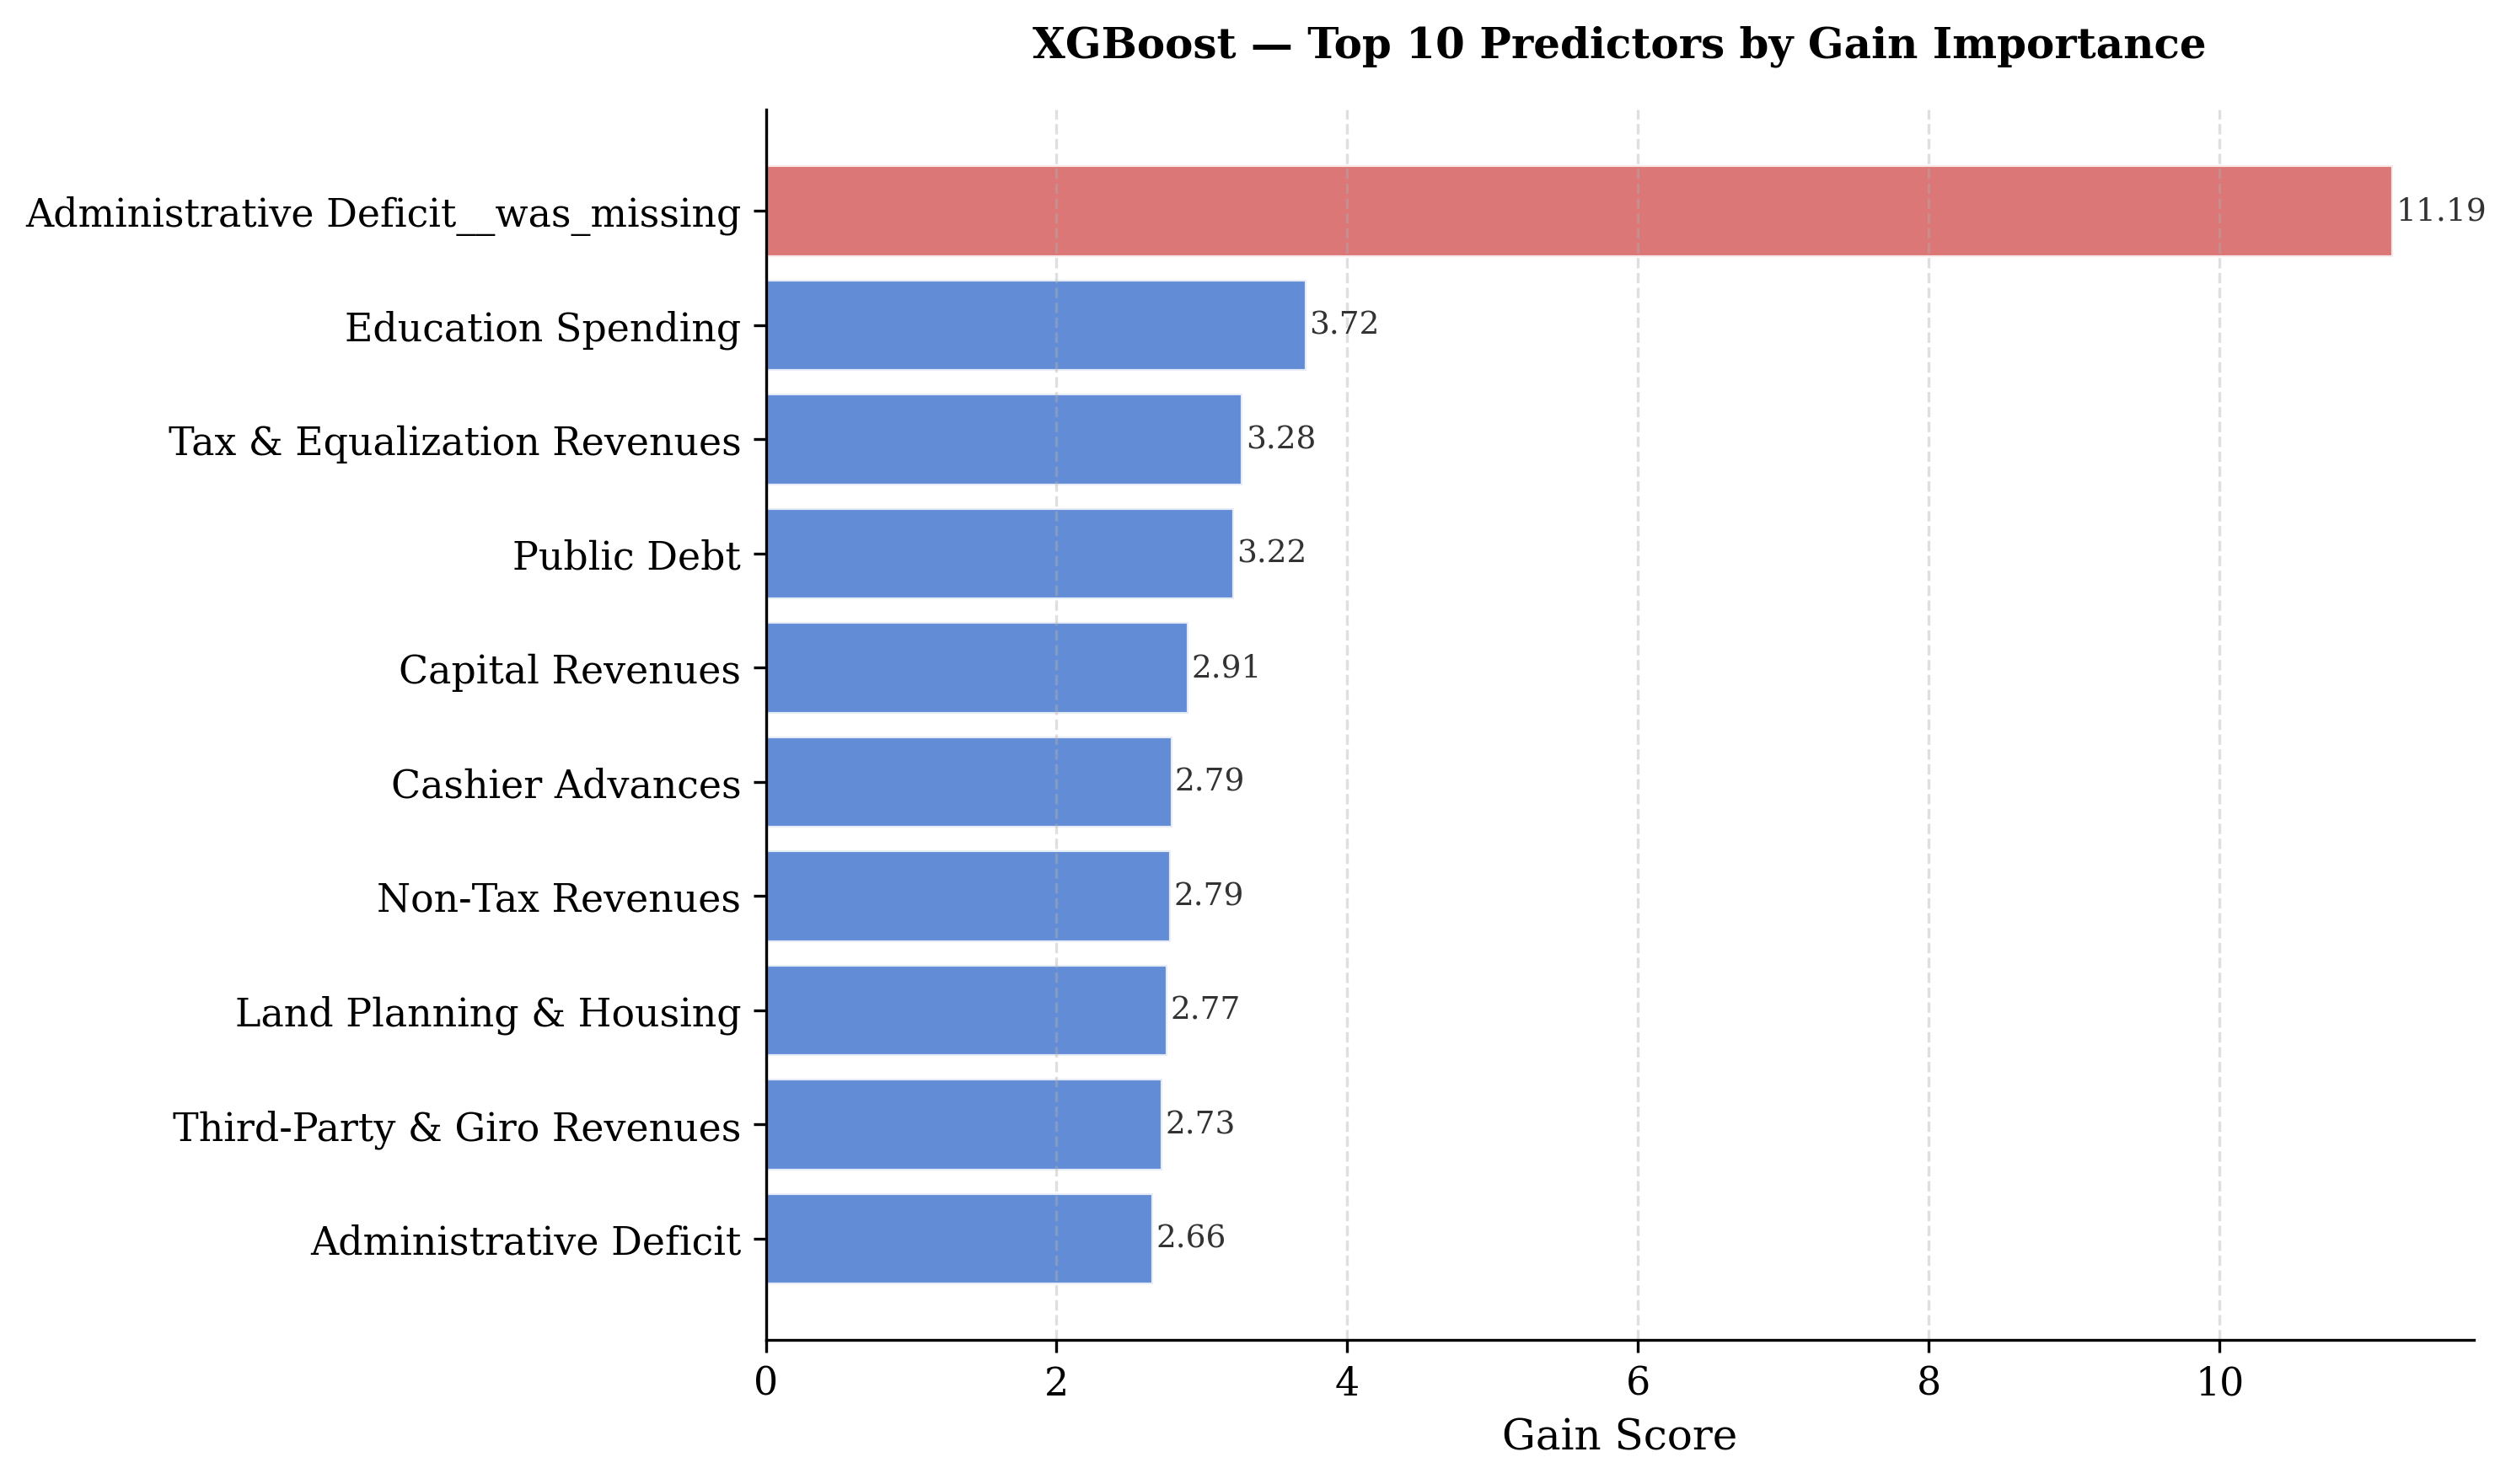 XGBoost — Top 10 Predictors by Gain Importance
Administrative Deficit__was_missing
11.19
Education Spending
3.72
Tax & Equalization Revenues
3.28
Public Debt
3.22
Capital Revenues
2.91
Cashier Advances
2.79
Non-Tax Revenues
2.79
Land Planning & Housing
2.77
Third-Party & Giro Revenues
2.73
Administrative Deficit
2.66
0 2 4 6 8 10
Gain Score